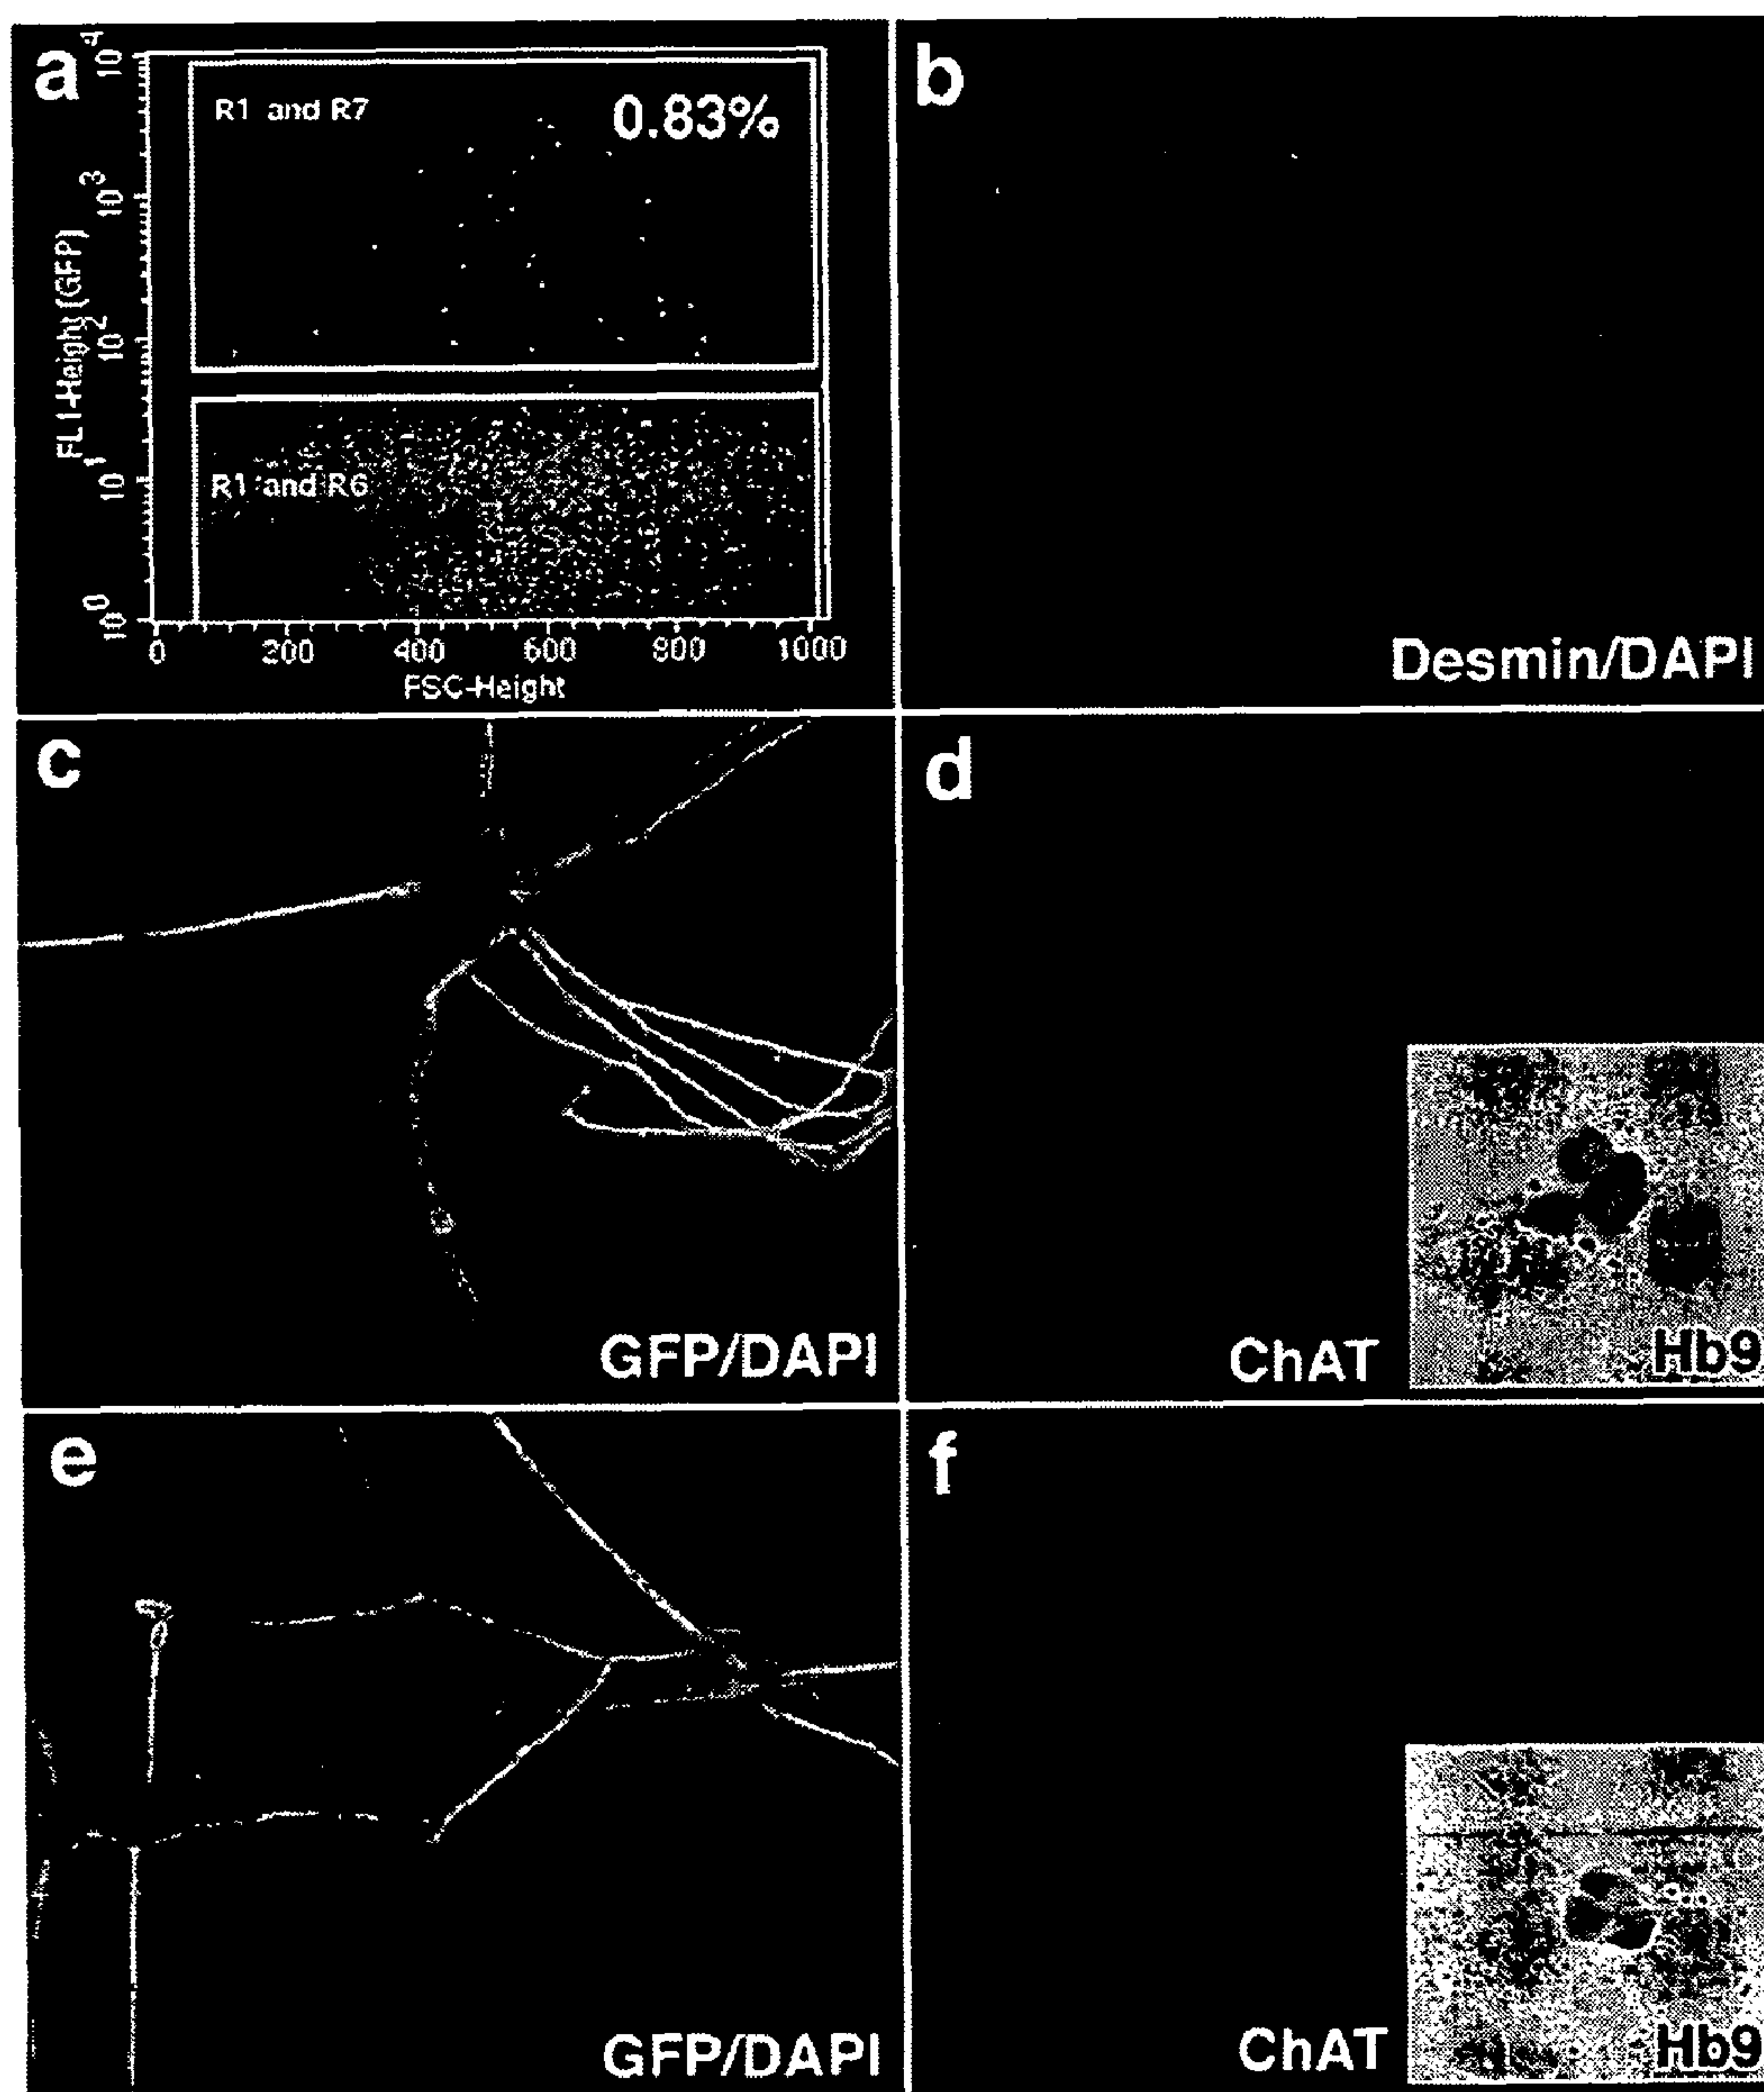 a
10^4
R1 and R7
0.83%
10^3
FL1-Height (GFP)
10^2
10^1
R1 and R6
10^0
0 200 400 600 800 1000
FSC-Height
b
Desmin/DAPI
c
GFP/DAPI
d
ChAT
Hb9
e
GFP/DAPI
f
ChAT
Hb9